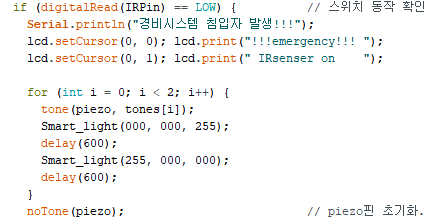 if (digitalRead(IRPin) == LOW) { // 스위치 동작 확인
Serial.println("경비시스템 침입자 발생!!!");
lcd.setCursor(0, 0); lcd.print("!!!emergency!!! ");
lcd.setCursor(0, 1); lcd.print(" IRsenser on    ");
for (int i = 0; i < 2; i++) {
tone(piezo, tones[i]);
Smart_light(000, 000, 255);
delay(600);
Smart_light(255, 000, 000);
delay(600);
}
noTone(piezo); // piezo핀 초기화.